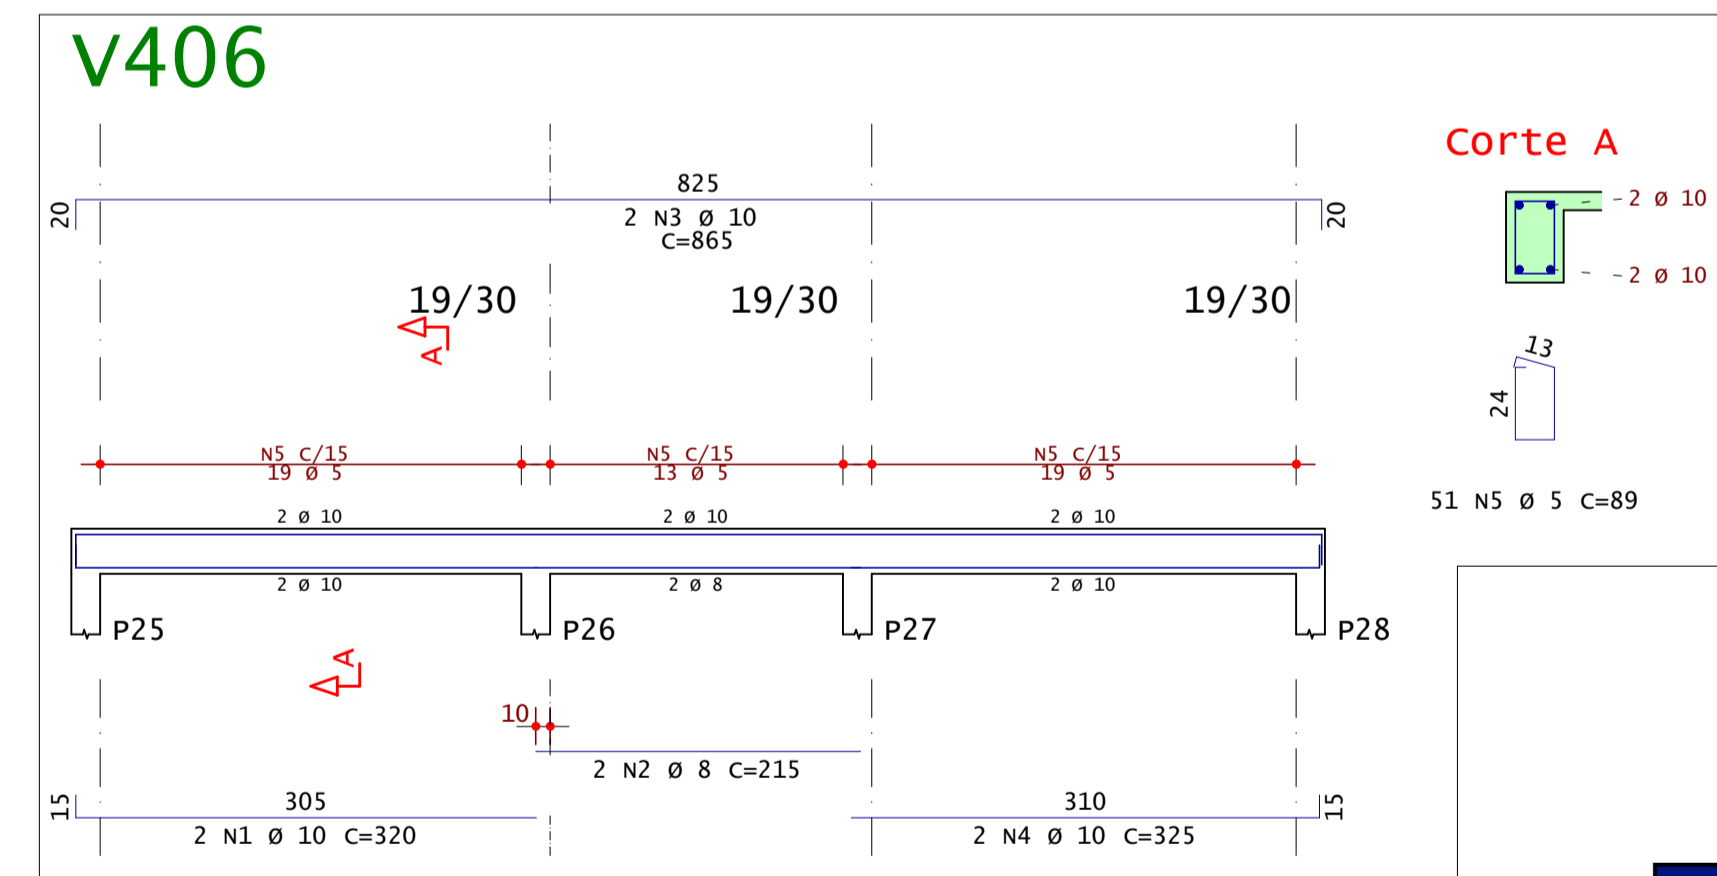 V406
Corte A
825
20
2 N3 Ø 10
C=865
20
2 Ø 10
2 Ø 10
19/30
19/30
19/30
A
13
24
N5 C/15
19 Ø 5
N5 C/15
13 Ø 5
N5 C/15
19 Ø 5
51 N5 Ø 5 C=89
2 Ø 10
2 Ø 10
2 Ø 10
2 Ø 10
2 Ø 8
2 Ø 10
P25
P26
P27
P28
A
10
2 N2 Ø 8 C=215
15
305
2 N1 Ø 10 C=320
310
15
2 N4 Ø 10 C=325